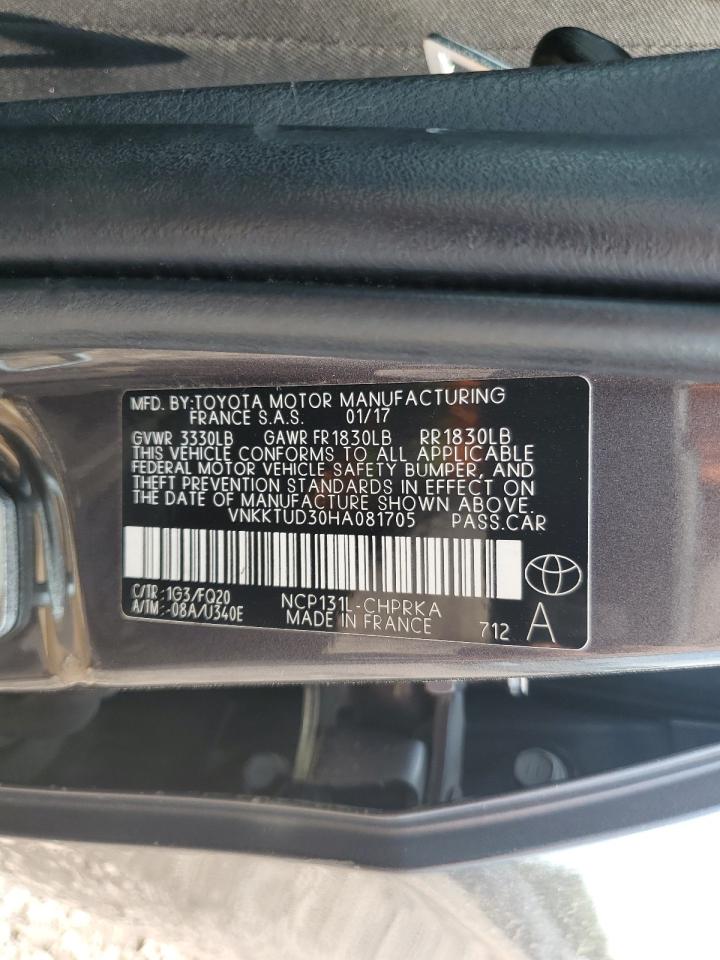 MFD. BY:TOYOTA MOTOR MANUFACTURING
FRANCE S.A.S. 01/17
GVWR 3330LB GAWR FR1830LB RR1830LB
THIS VEHICLE CONFORMS TO ALL APPLICABLE
FEDERAL MOTOR VEHICLE SAFETY BUMPER, AND
THEFT PREVENTION STANDARDS IN EFFECT ON
THE DATE OF MANUFACTURE SHOWN ABOVE.
VNKKTUD30HA081705 PASS.CAR
C/TR:1G3/FQ20 NCP131L-CHPRKA
A/TM:-08A/U340E MADE IN FRANCE 712 A